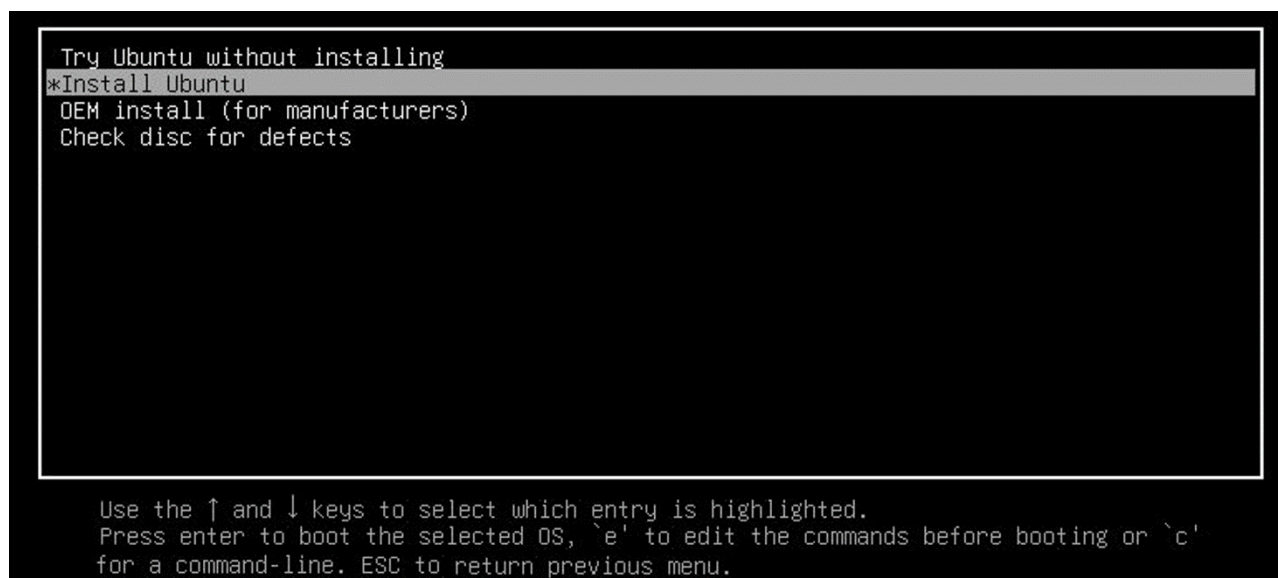 Try Ubuntu without installing
*Install Ubuntu
OEM install (for manufacturers)
Check disc for defects
Use the ↑ and ↓ keys to select which entry is highlighted.
Press enter to boot the selected OS, `e' to edit the commands before booting or `c'
for a command-line. ESC to return previous menu.